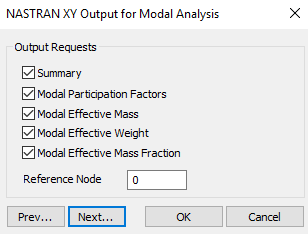 NASTRAN XY Output for Modal Analysis
Output Requests
Summary
Modal Participation Factors
Modal Effective Mass
Modal Effective Weight
Modal Effective Mass Fraction
Reference Node 0
Prev... Next... OK Cancel